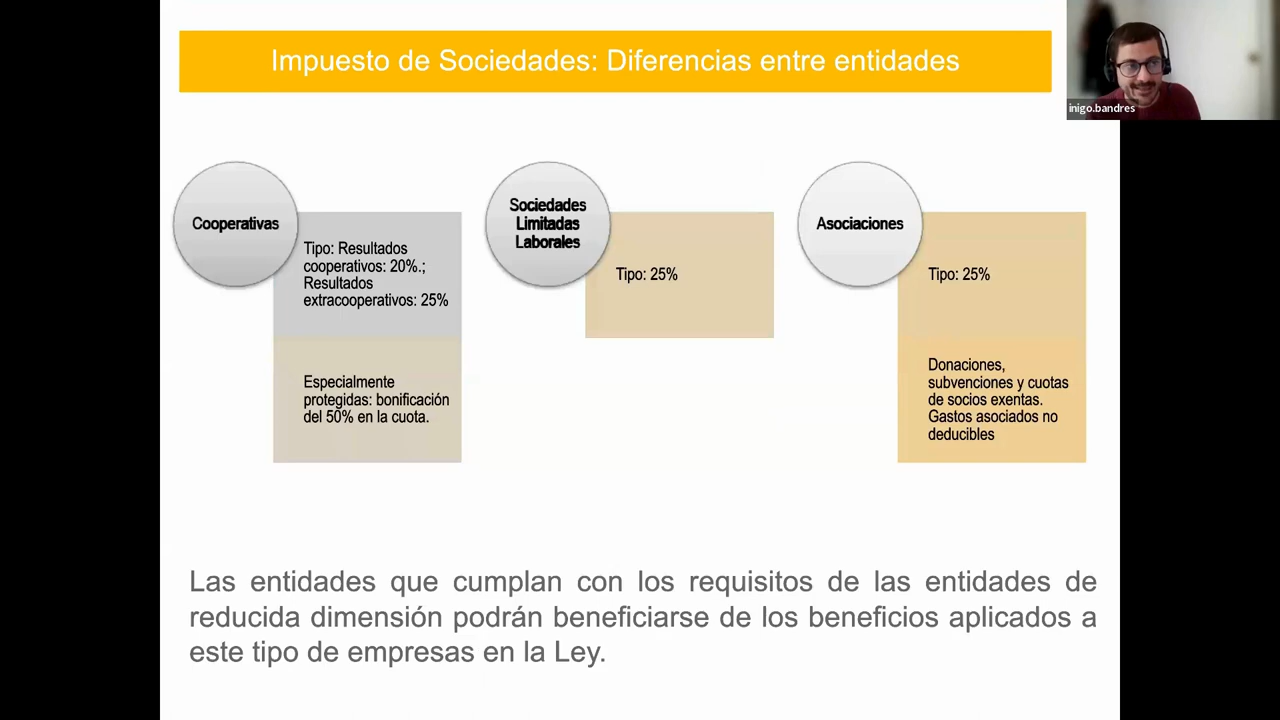 Impuesto de Sociedades: Diferencias entre entidades
inigo.bandres
Cooperativas
Tipo: Resultados
cooperativos: 20%.;
Resultados
extracooperativos: 25%
Especialmente
protegidas: bonificación
del 50% en la cuota.
Sociedades
Limitadas
Laborales
Tipo: 25%
Asociaciones
Tipo: 25%
Donaciones,
subvenciones y cuotas
de socios exentas.
Gastos asociados no
deducibles
Las entidades que cumplan con los requisitos de las entidades de
reducida dimensión podrán beneficiarse de los beneficios aplicados a
este tipo de empresas en la Ley.